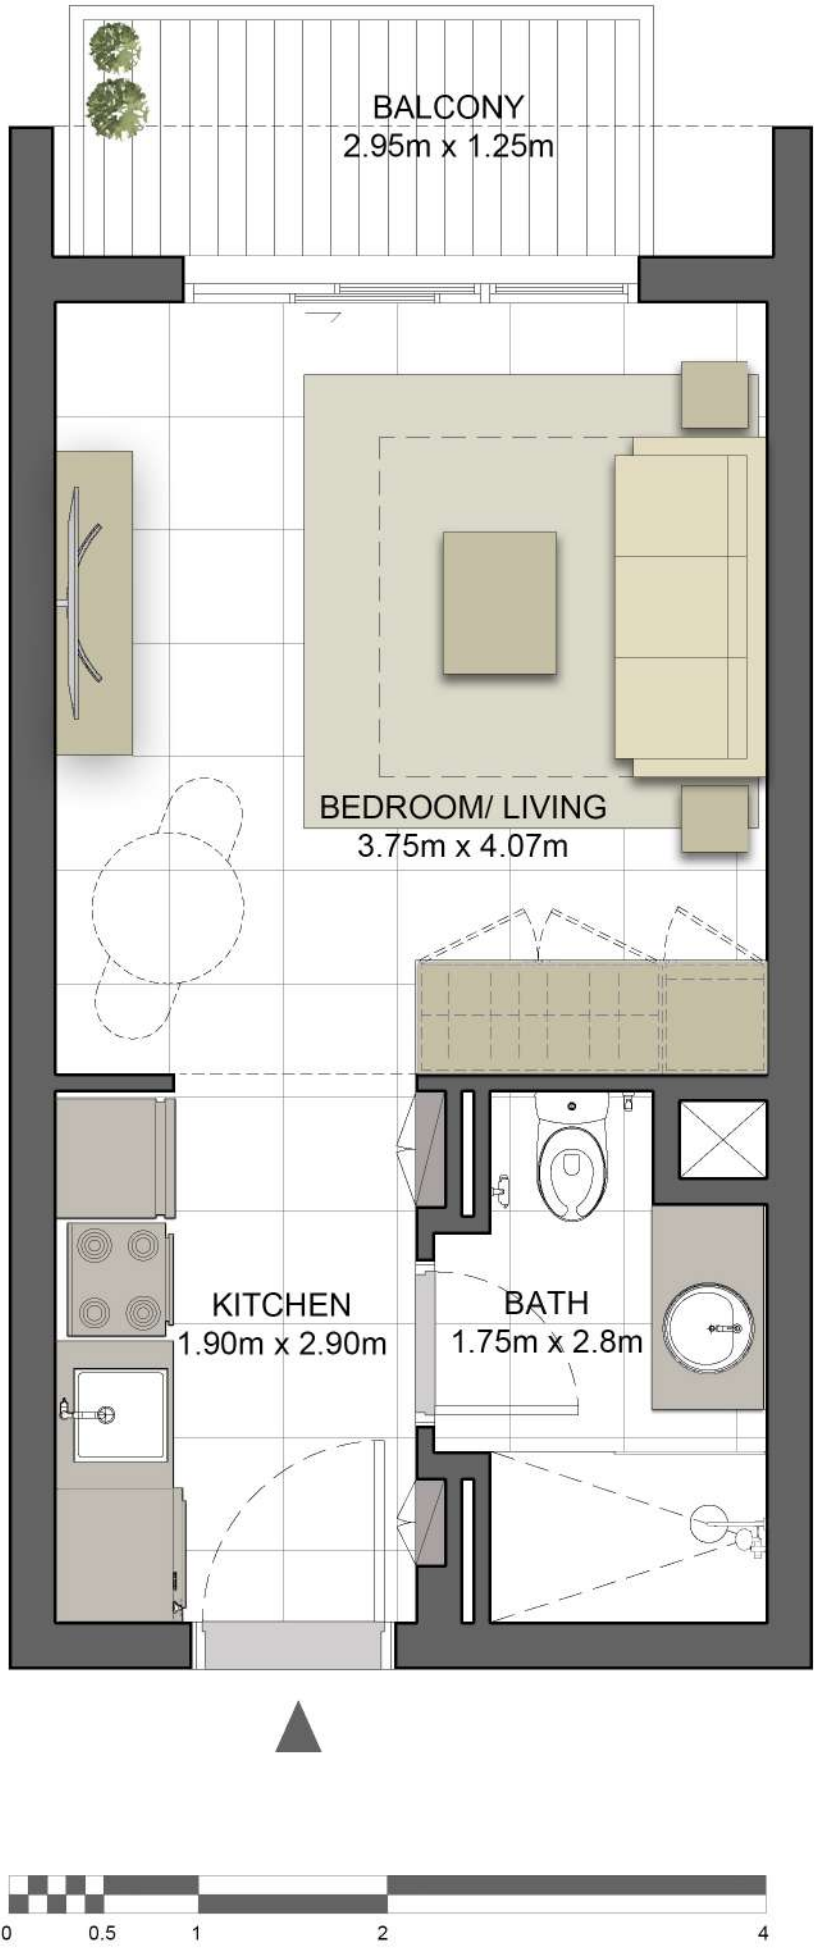 BALCONY
2.95m x 1.25m
BEDROOM/ LIVING
3.75m x 4.07m
KITCHEN
1.90m x 2.90m
BATH
1.75m x 2.8m
0 0.5 1 2 4